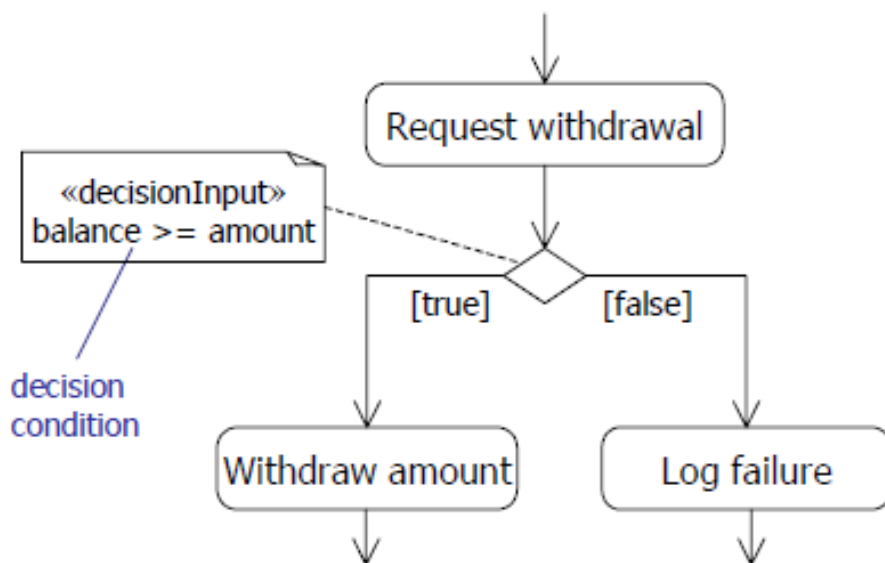 Request withdrawal
«decisionInput»
balance >= amount
[true]
[false]
decision
condition
Withdraw amount
Log failure